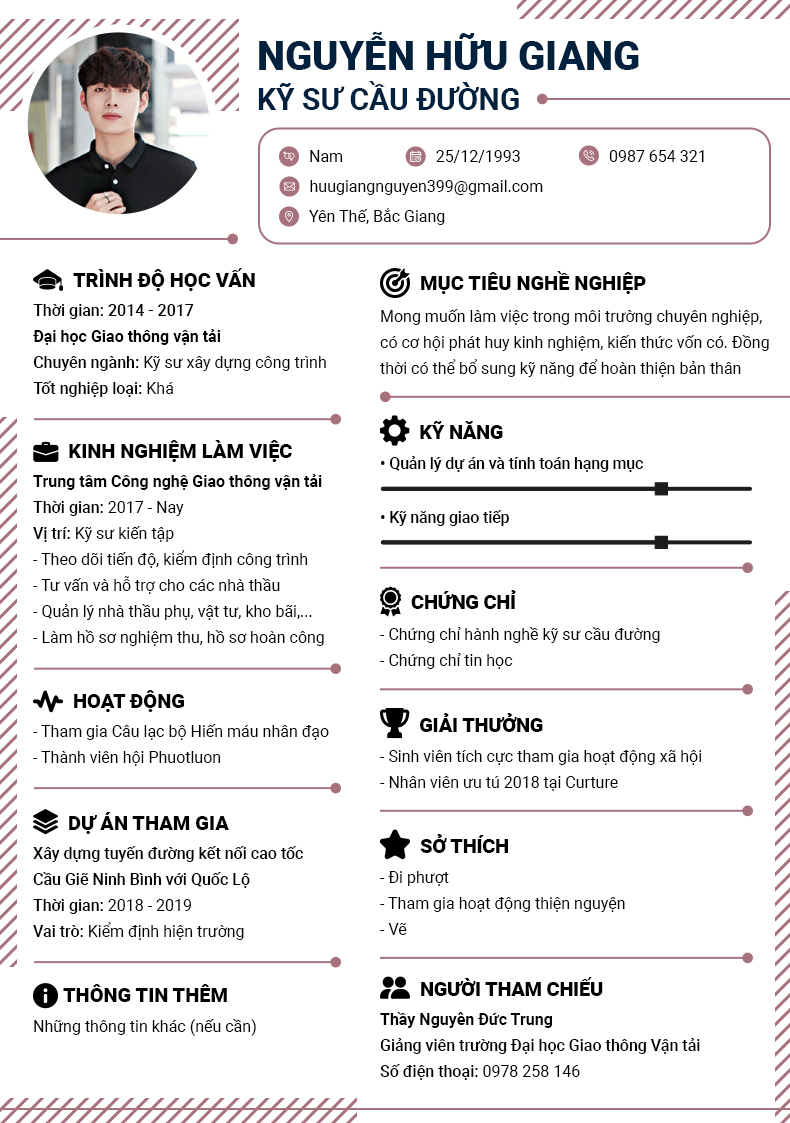 NGUYỄN HỮU GIANG
KỸ SƯ CẦU ĐƯỜNG
Nam
25/12/1993
0987 654 321
huugiangnguyen399@gmail.com
Yên Thế, Bắc Giang
TRÌNH ĐỘ HỌC VẤN
Thời gian: 2014 - 2017
Đại học Giao thông vận tải
Chuyên ngành: Kỹ sư xây dựng công trình
Tốt nghiệp loại: Khá
KINH NGHIỆM LÀM VIỆC
Trung tâm Công nghệ Giao thông vận tải
Thời gian: 2017 - Nay
Vị trí: Kỹ sư kiến tập
- Theo dõi tiến độ, kiểm định công trình
- Tư vấn và hỗ trợ cho các nhà thầu
- Quản lý nhà thầu phụ, vật tư, kho bãi,...
- Làm hồ sơ nghiệm thu, hồ sơ hoàn công
HOẠT ĐỘNG
- Tham gia Câu lạc bộ Hiến máu nhân đạo
- Thành viên hội Phuotluon
DỰ ÁN THAM GIA
Xây dựng tuyến đường kết nối cao tốc
Cầu Giẽ Ninh Bình với Quốc Lộ
Thời gian: 2018 - 2019
Vai trò: Kiểm định hiện trường
THÔNG TIN THÊM
Những thông tin khác (nếu cần)
MỤC TIÊU NGHỀ NGHIỆP
Mong muốn làm việc trong môi trường chuyên nghiệp,
có cơ hội phát huy kinh nghiệm, kiến thức vốn có. Đồng
thời có thể bổ sung kỹ năng để hoàn thiện bản thân
KỸ NĂNG
• Quản lý dự án và tính toán hạng mục
• Kỹ năng giao tiếp
CHỨNG CHỈ
- Chứng chỉ hành nghề kỹ sư cầu đường
- Chứng chỉ tin học
GIẢI THƯỞNG
- Sinh viên tích cực tham gia hoạt động xã hội
- Nhân viên ưu tú 2018 tại Curture
SỞ THÍCH
- Đi phượt
- Tham gia hoạt động thiện nguyện
- Vẽ
NGƯỜI THAM CHIẾU
Thầy Nguyên Đức Trung
Giảng viên trường Đại học Giao thông Vận tải
Số điện thoại: 0978 258 146